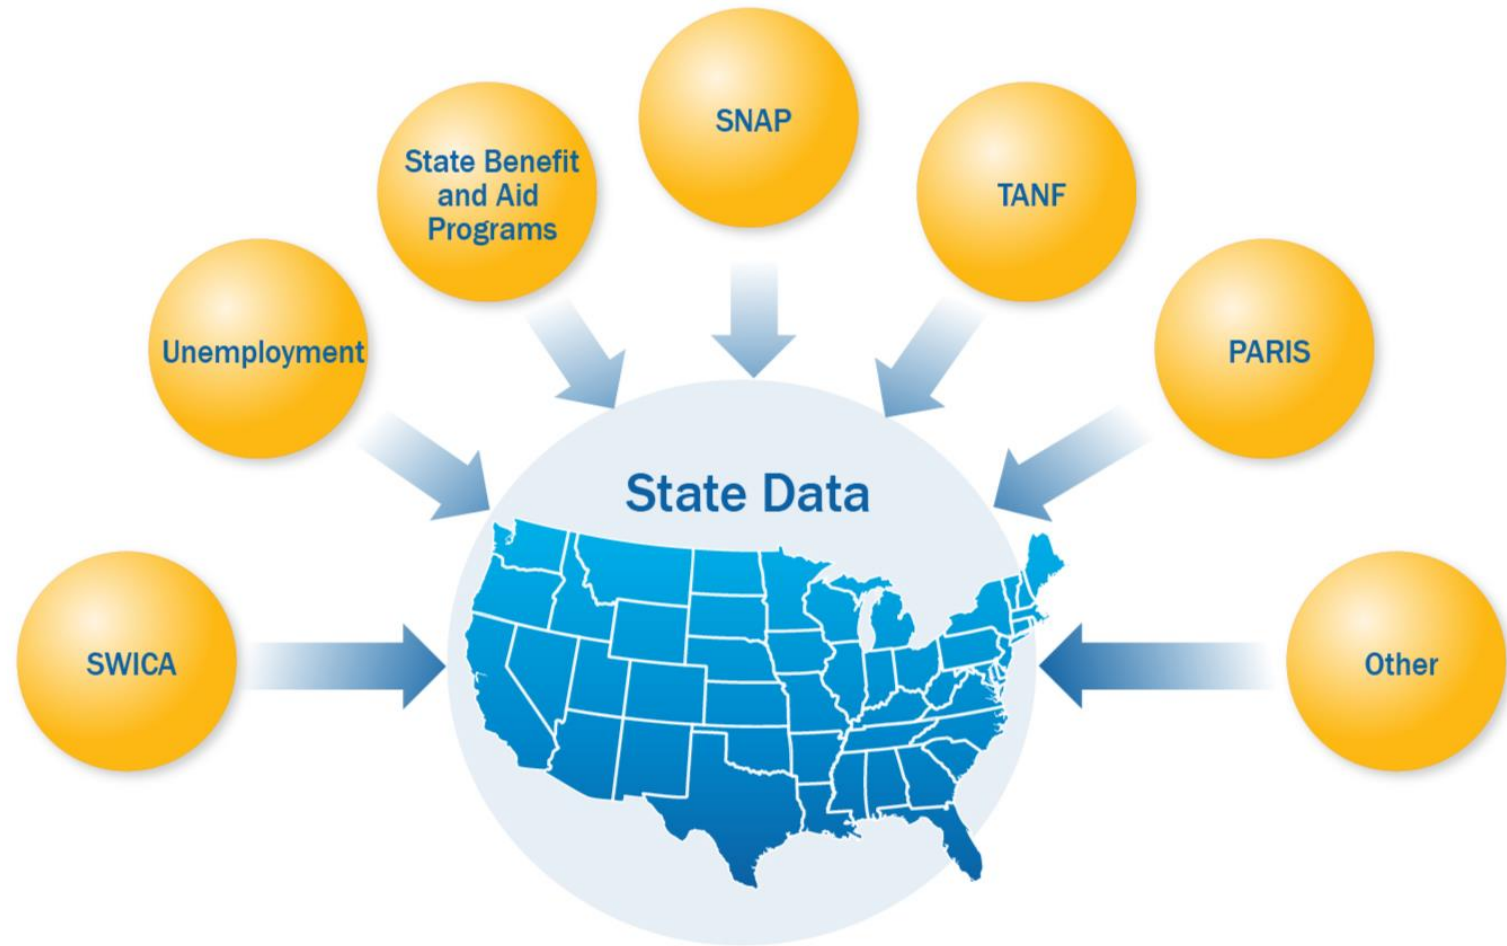 SNAP
State Benefit
and Aid
Programs
TANF
Unemployment
PARIS
State Data
SWICA
Other